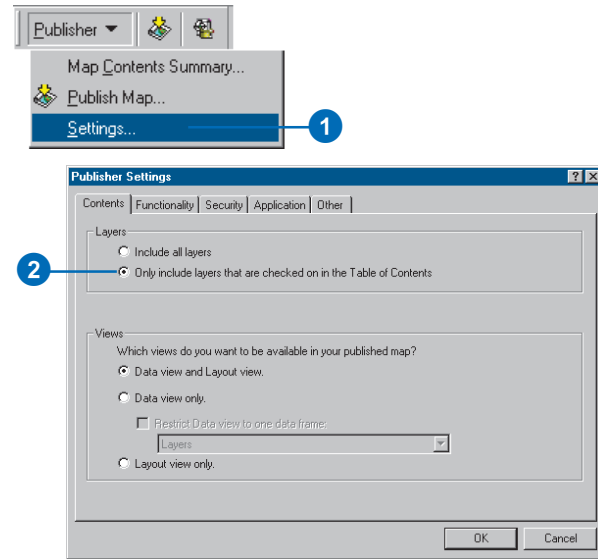 Publisher
Map Contents Summary...
Publish Map...
Settings...
1
Publisher Settings
Contents Functionality Security Application Other
Layers
Include all layers
2
Only include layers that are checked on in the Table of Contents
Views
Which views do you want to be available in your published map?
Data view and Layout view.
Data view only.
Restrict Data view to one data frame:
Layers
Layout view only.
OK Cancel